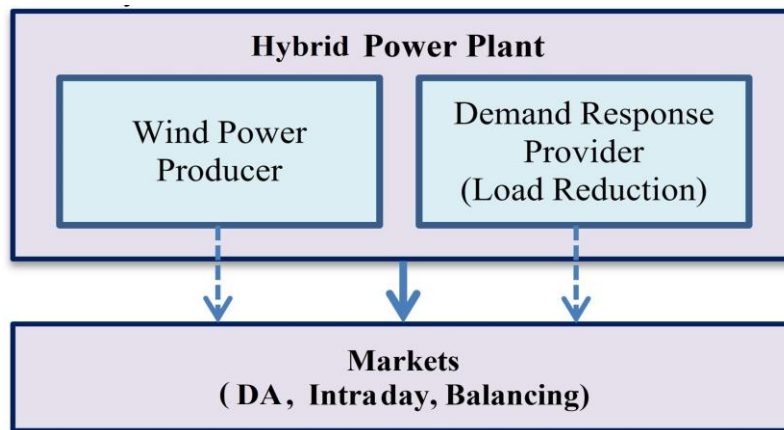 Hybrid Power Plant
Wind Power
Producer
Demand Response
Provider
(Load Reduction)
Markets
( DA , Intraday, Balancing)